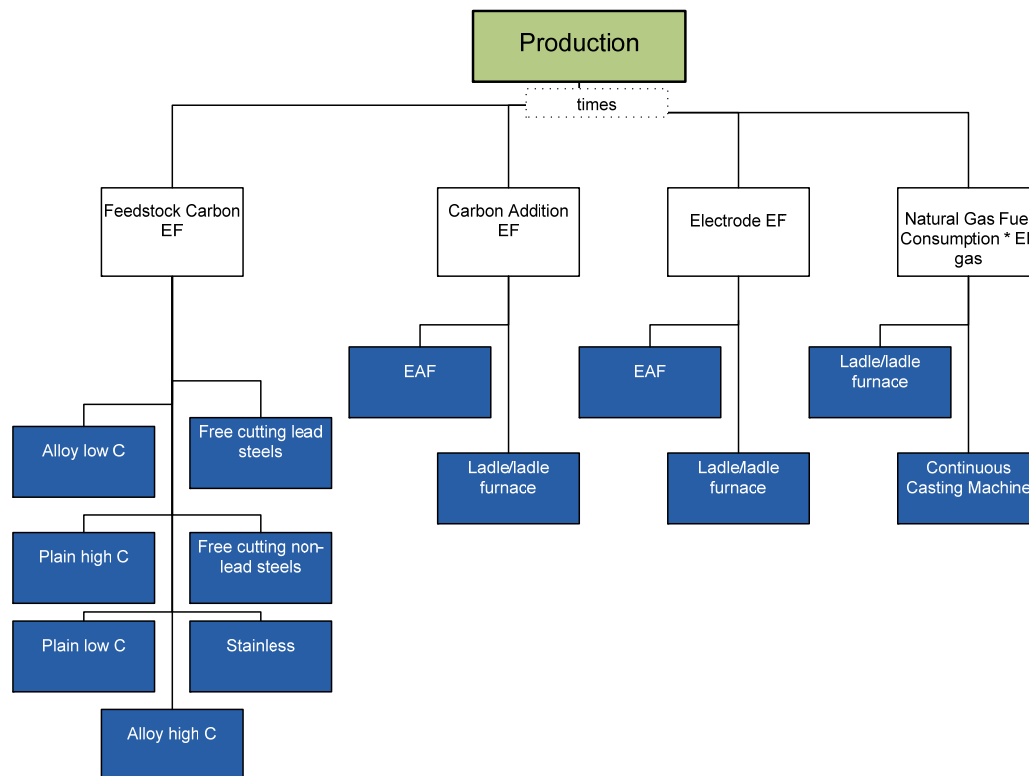 Production
times
Feedstock Carbon
EF
Carbon Addition
EF
Electrode EF
Natural Gas Fue
Consumption * E
gas
EAF
EAF
Ladle/ladle
furnace
Alloy low C
Free cutting lead
steels
Ladle/ladle
furnace
Ladle/ladle
furnace
Continuous
Casting Machine
Plain high C
Free cutting non-
lead steels
Plain low C
Stainless
Alloy high C